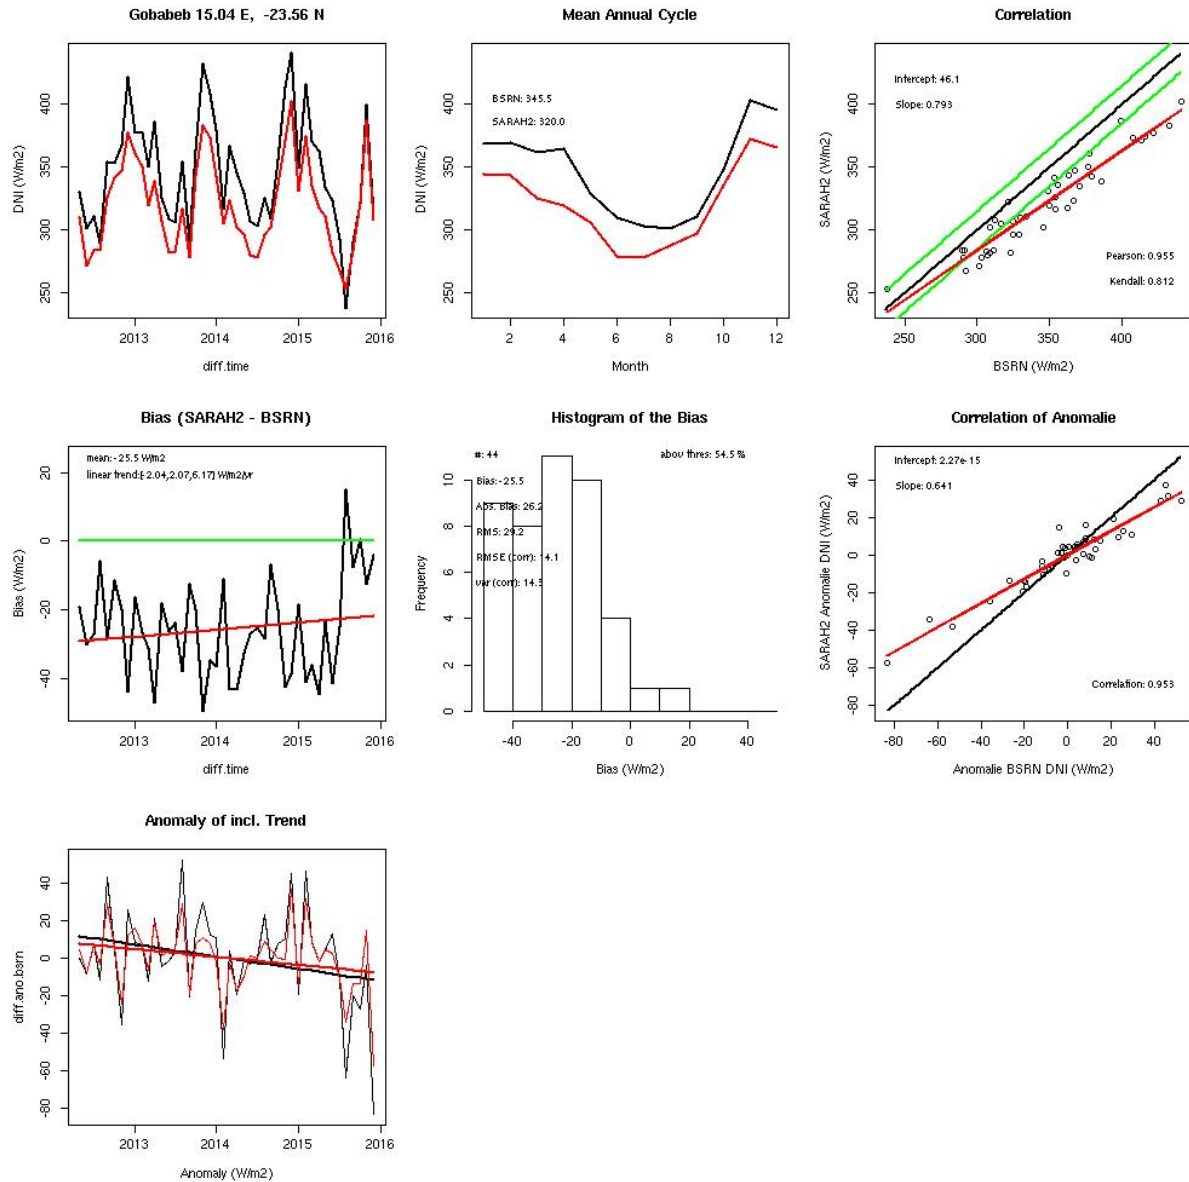 Gobabeb 15.04 E, -23.56 N
DNI (W/m2)
400
350
300
250
2013
2014
2015
2016
diff.time
Mean Annual Cycle
BSRN: 345.5
SARAH2: 320.0
DNI (W/m2)
400
350
300
250
2
4
6
8
10
12
Month
Correlation
Intercept: 46.1
Slope: 0.793
Pearson: 0.955
Kendall: 0.812
SARAH2 (W/m2)
400
350
300
250
250
300
350
400
BSRN (W/m2)
Bias (SARAH2 - BSRN)
mean: -25.5 W/m2
linear trend:[-2.04,2.07,6.17] W/m2/yr
Bias (W/m2)
20
0
-20
-40
2013
2014
2015
2016
diff.time
Histogram of the Bias
#: 44
abov thres: 54.5 %
Bias: -25.5
Abs. Bias: 26.2
RMS: 29.2
RMSE (corr): 14.1
var (corr): 14.3
Frequency
10
8
6
4
2
0
-40
-20
0
20
40
Bias (W/m2)
Correlation of Anomalie
Intercept: 2.27e-15
Slope: 0.641
Correlation: 0.953
SARAH2 Anomalie DNI (W/m2)
40
20
0
-20
-40
-60
-80
-80
-60
-40
-20
0
20
40
Anomalie BSRN DNI (W/m2)
Anomaly of incl. Trend
diff.ano.bsrn
40
20
0
-20
-40
-60
-80
2013
2014
2015
2016
Anomaly (W/m2)